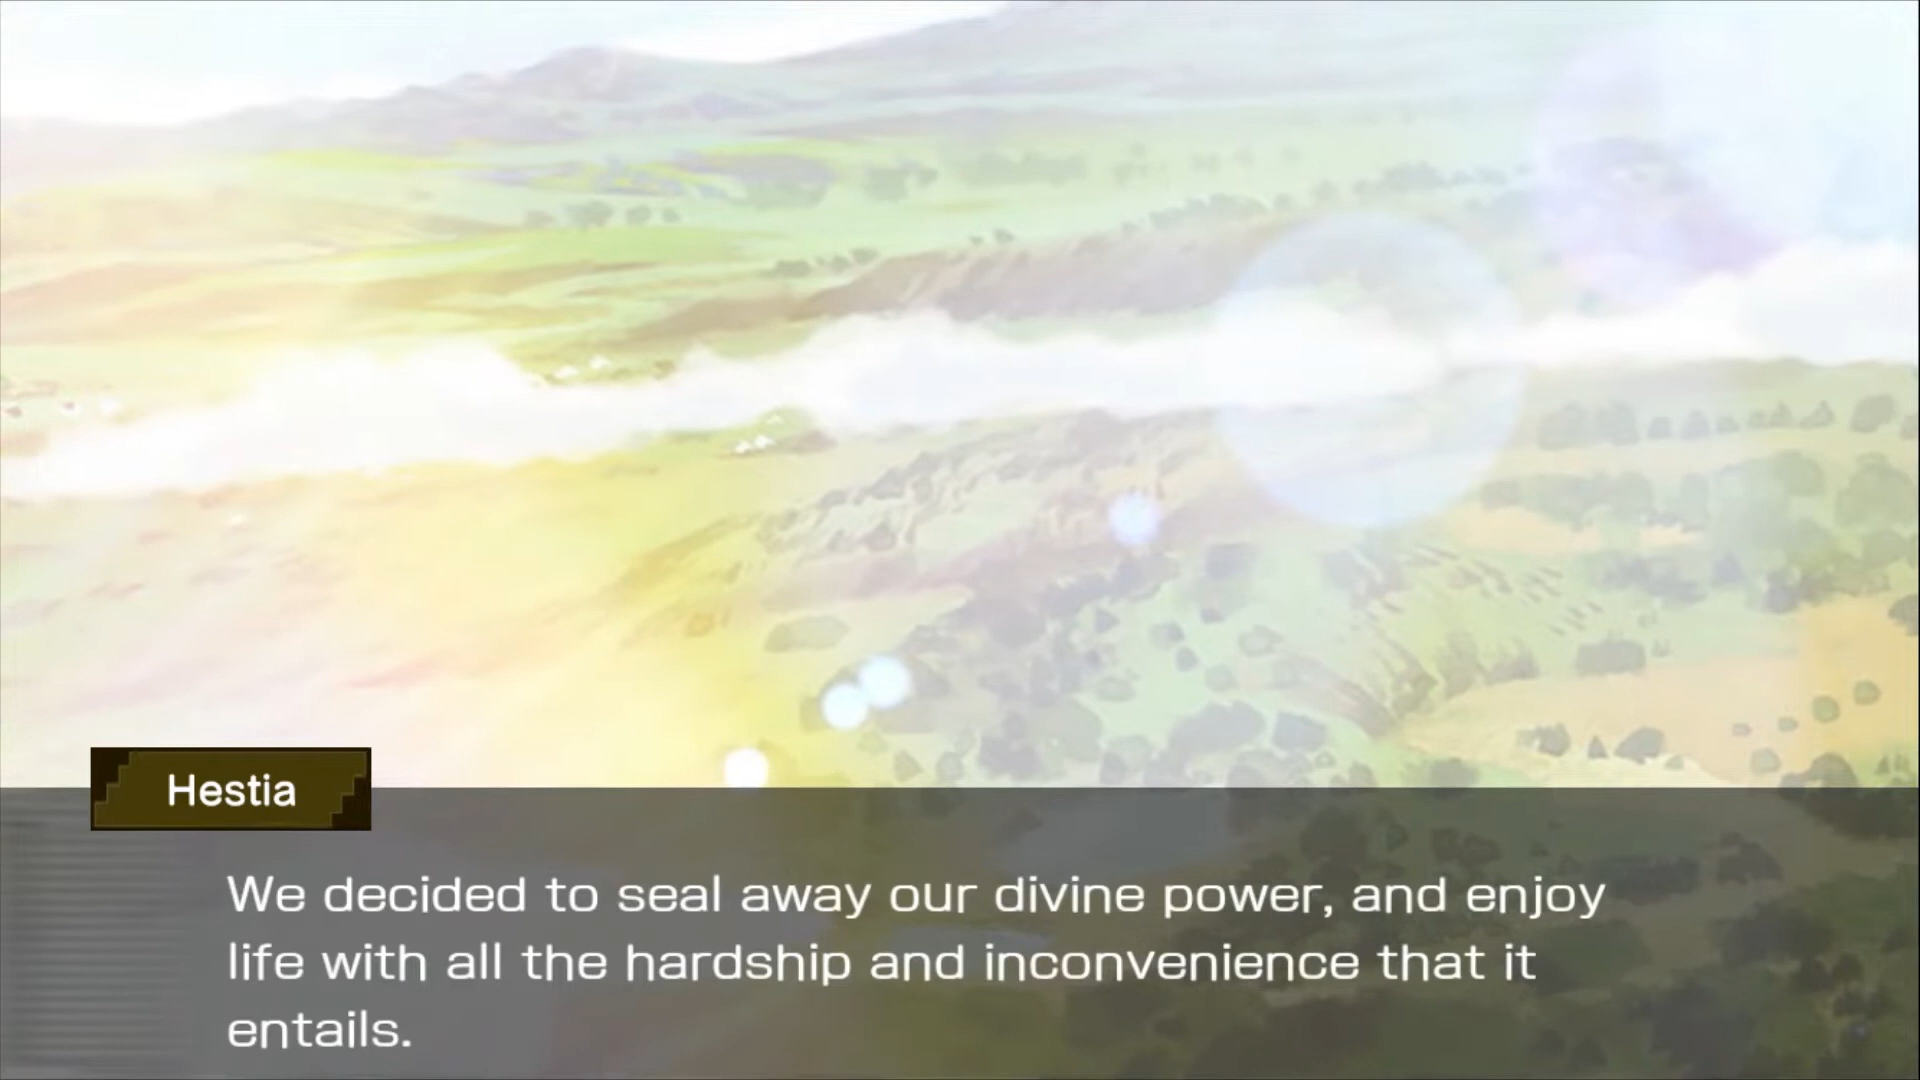 Hestia
We decided to seal away our divine power, and enjoy
life with all the hardship and inconvenience that it
entails.